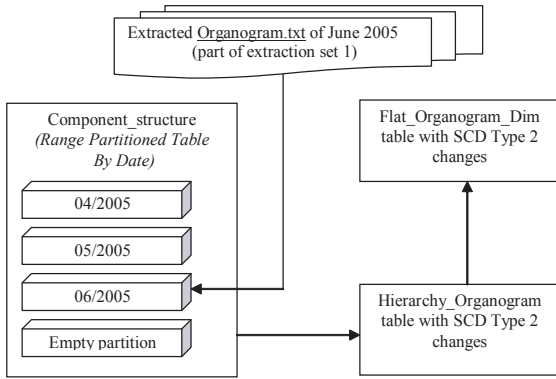 Extracted Organogram.txt of June 2005
(part of extraction set 1)
Component_structure
(Range Partitioned Table
By Date)
04/2005
05/2005
06/2005
Empty partition
Flat_Organogram_Dim
table with SCD Type 2
changes
Hierarchy_Organogram
table with SCD Type 2
changes